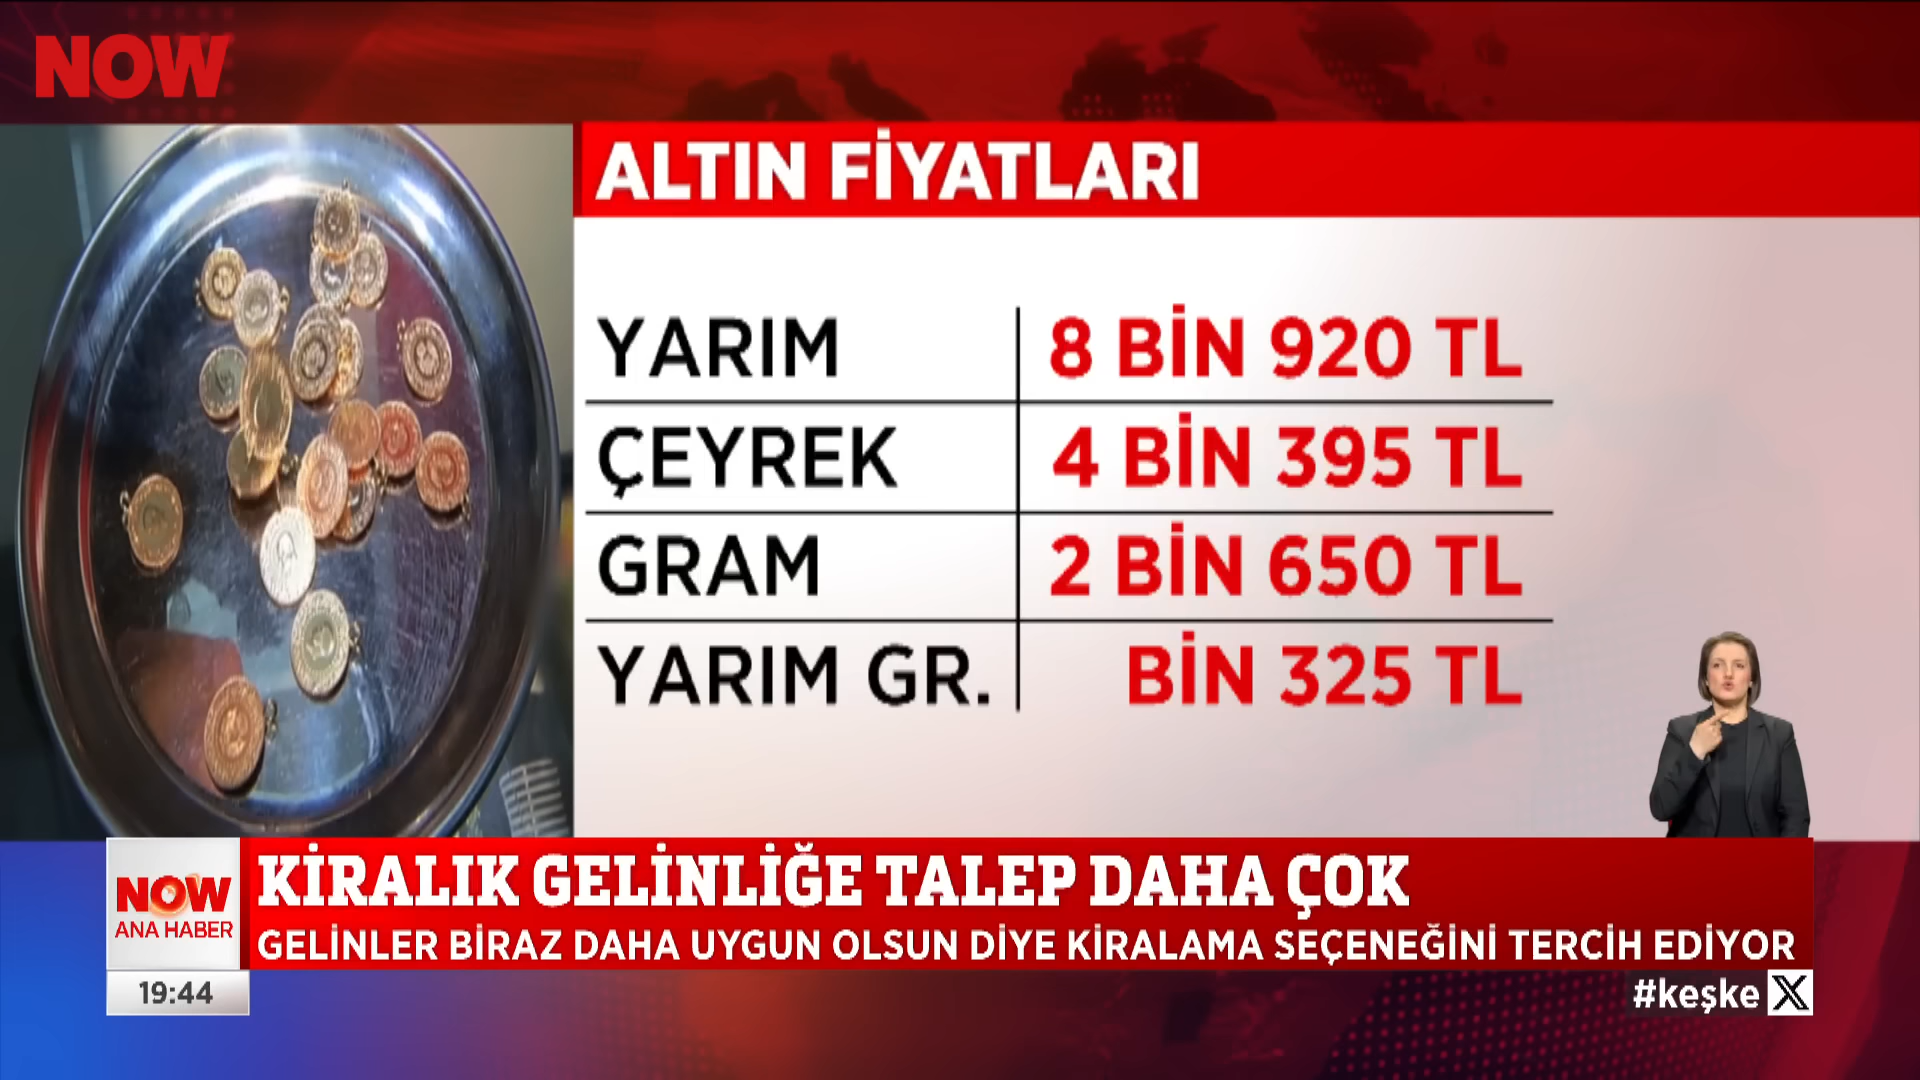 NOW
ALTIN FİYATLARI
YARIM 8 BİN 920 TL
ÇEYREK 4 BİN 395 TL
GRAM 2 BİN 650 TL
YARIM GR. BİN 325 TL
NOW
ANA HABER
KİRALIK GELİNLİĞE TALEP DAHA ÇOK
GELİNLER BİRAZ DAHA UYGUN OLSUN DİYE KİRALAMA SEÇENEĞİNİ TERCİH EDİYOR
19:44
#keşke X